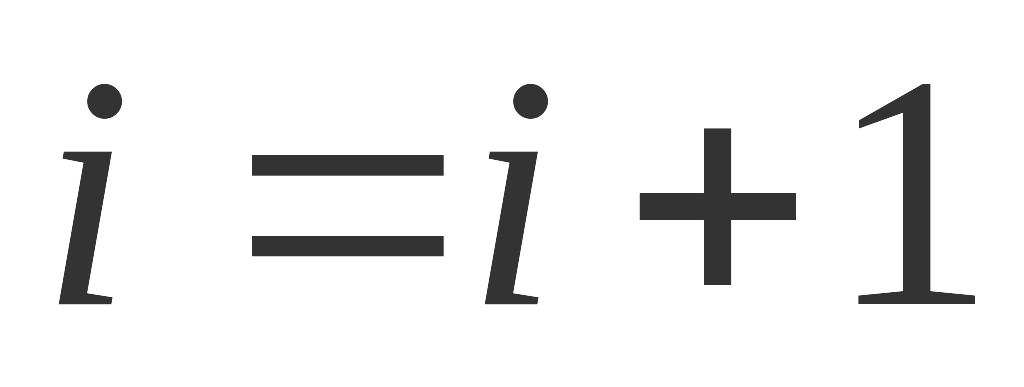 i = i + 1